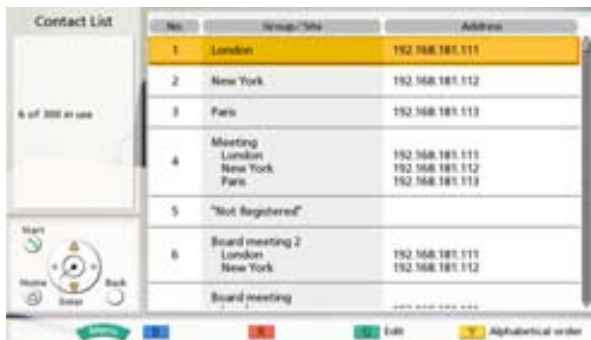 Contact List
No. Group/Site Address
1 London 192.168.181.111
2 New York 192.168.181.112
6 of 300 in use
3 Paris 192.168.181.113
4 Meeting
London 192.168.181.111
New York 192.168.181.112
Paris 192.168.181.113
5 "Not Registered"
6 Board meeting 2
London 192.168.181.111
New York 192.168.181.112
Board meeting
Start
Home Enter Back
Menu B R G Edit Y Alphabetical order